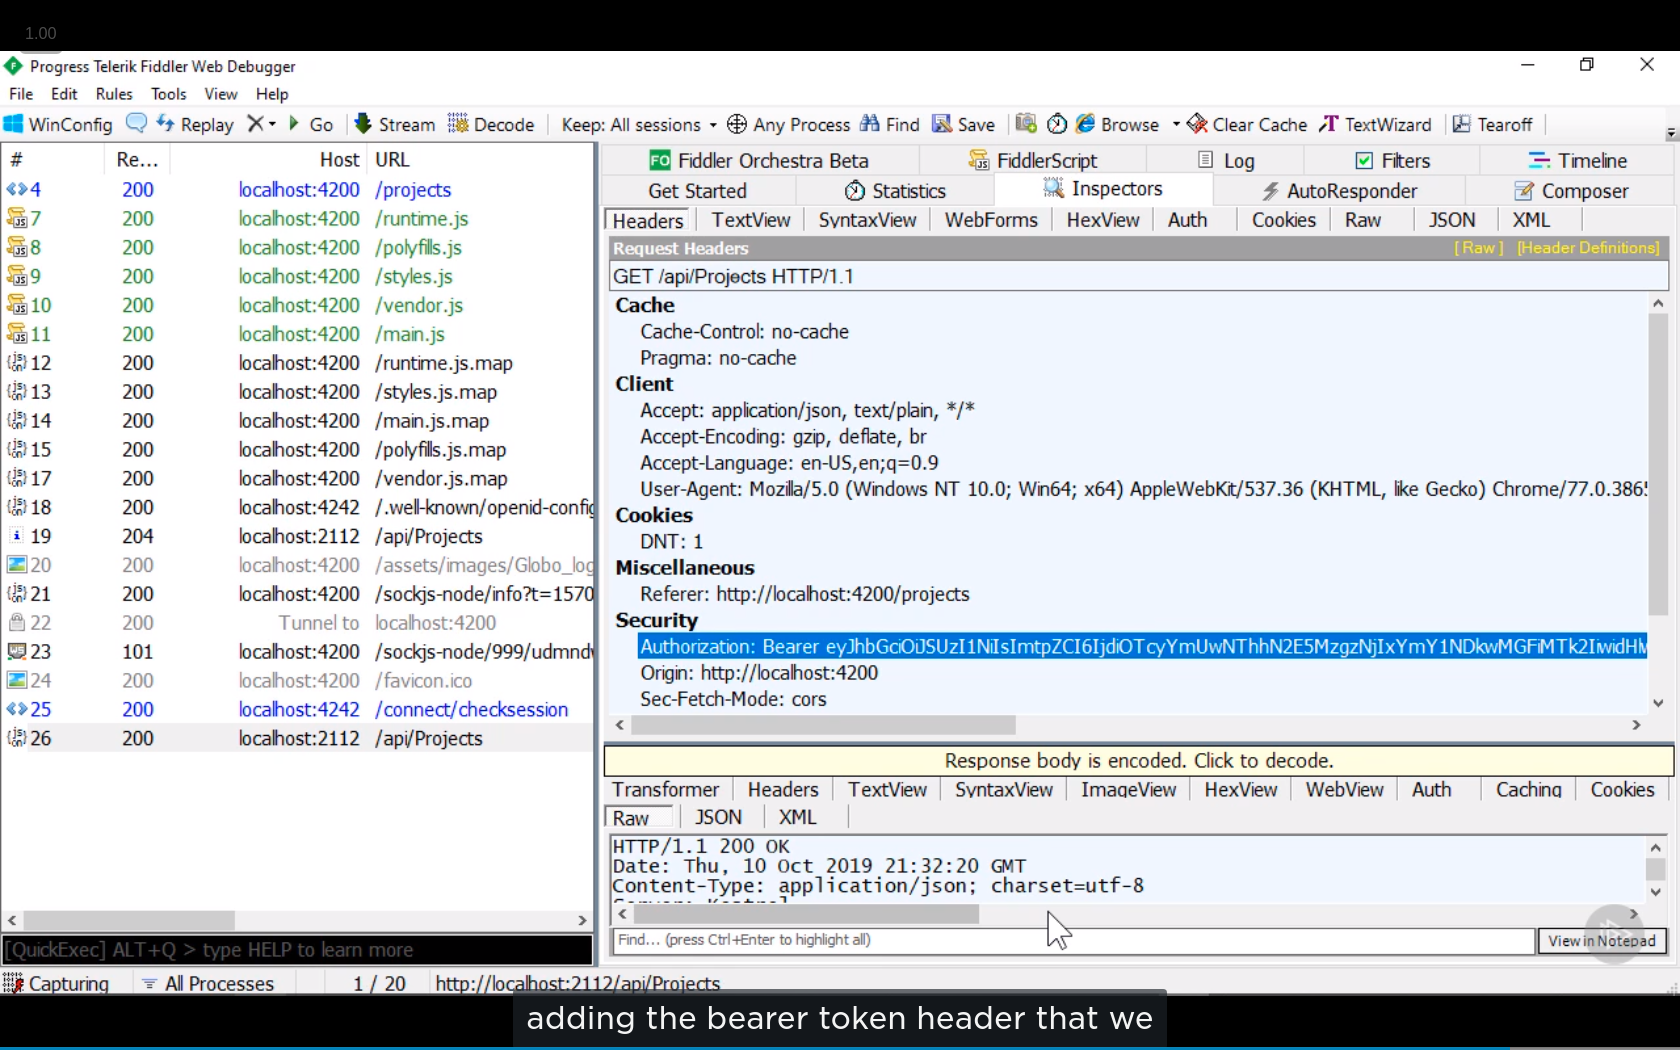 1.00
Progress Telerik Fiddler Web Debugger
File Edit Rules Tools View Help
WinConfig Replay Go Stream Decode Keep: All sessions Any Process Find Save Browse Clear Cache TextWizard Tearoff
# Re... Host URL
4 200 localhost:4200 /projects
7 200 localhost:4200 /runtime.js
8 200 localhost:4200 /polyfills.js
9 200 localhost:4200 /styles.js
10 200 localhost:4200 /vendor.js
11 200 localhost:4200 /main.js
12 200 localhost:4200 /runtime.js.map
13 200 localhost:4200 /styles.js.map
14 200 localhost:4200 /main.js.map
15 200 localhost:4200 /polyfills.js.map
17 200 localhost:4200 /vendor.js.map
18 200 localhost:4242 /.well-known/openid-config
19 204 localhost:2112 /api/Projects
20 200 localhost:4200 /assets/images/Globo_log
21 200 localhost:4200 /sockjs-node/info?t=1570
22 200 Tunnel to localhost:4200
23 101 localhost:4200 /sockjs-node/999/udmndv
24 200 localhost:4200 /favicon.ico
25 200 localhost:4242 /connect/checksession
26 200 localhost:2112 /api/Projects
[QuickExec] ALT+Q > type HELP to learn more
Capturing All Processes 1 / 20 http://localhost:2112/api/Projects
FO Fiddler Orchestra Beta FiddlerScript Log Filters Timeline
Get Started Statistics Inspectors AutoResponder Composer
Headers TextView SyntaxView WebForms HexView Auth Cookies Raw JSON XML
Request Headers [ Raw ] [Header Definitions]
GET /api/Projects HTTP/1.1
Cache
Cache-Control: no-cache
Pragma: no-cache
Client
Accept: application/json, text/plain, */*
Accept-Encoding: gzip, deflate, br
Accept-Language: en-US,en;q=0.9
User-Agent: Mozilla/5.0 (Windows NT 10.0; Win64; x64) AppleWebKit/537.36 (KHTML, like Gecko) Chrome/77.0.3865
Cookies
DNT: 1
Miscellaneous
Referer: http://localhost:4200/projects
Security
Authorization: Bearer
Origin: http://localhost:4200
Sec-Fetch-Mode: cors
Response body is encoded. Click to decode.
Transformer Headers TextView SyntaxView ImageView HexView WebView Auth Caching Cookies
Raw JSON XML
HTTP/1.1 200 OK
Date: Thu, 10 Oct 2019 21:32:20 GMT
Content-Type: application/json; charset=utf-8
Server: Kestrel
Find... (press Ctrl+Enter to highlight all) View in Notepad
adding the bearer token header that we